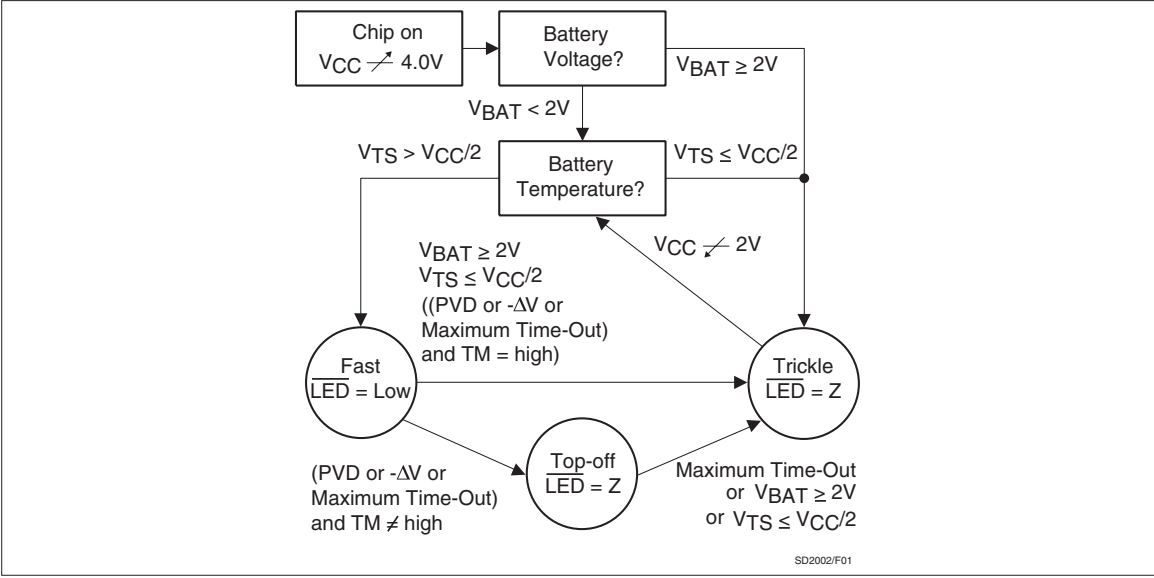 Chip on
VCC ↗ 4.0V
Battery
Voltage?
VBAT ≥ 2V
VBAT < 2V
VTS > VCC/2
Battery
Temperature?
VTS ≤ VCC/2
VCC ↙ 2V
VBAT ≥ 2V
VTS ≤ VCC/2
((PVD or -ΔV or
Maximum Time-Out)
and TM = high)
Fast
L̅E̅D̅ = Low
Trickle
L̅E̅D̅ = Z
Top-off
L̅E̅D̅ = Z
(PVD or -ΔV or
Maximum Time-Out)
and TM ≠ high
Maximum Time-Out
or VBAT ≥ 2V
or VTS ≤ VCC/2
SD2002/F01